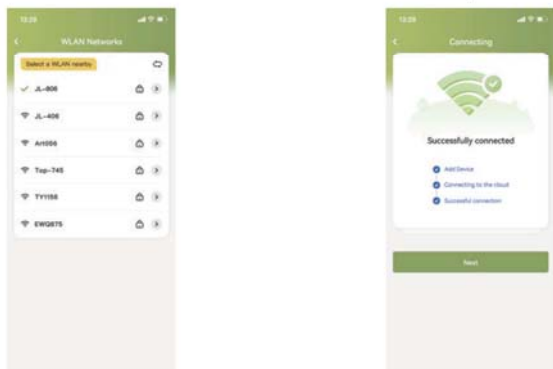 WLAN Networks
Select a WLAN nearby
JL-806
JL-406
Art056
Top-745
TY1156
EWQ875
Connecting
Successfully connected
Add Device
Connecting to the cloud
Successful connection
Next